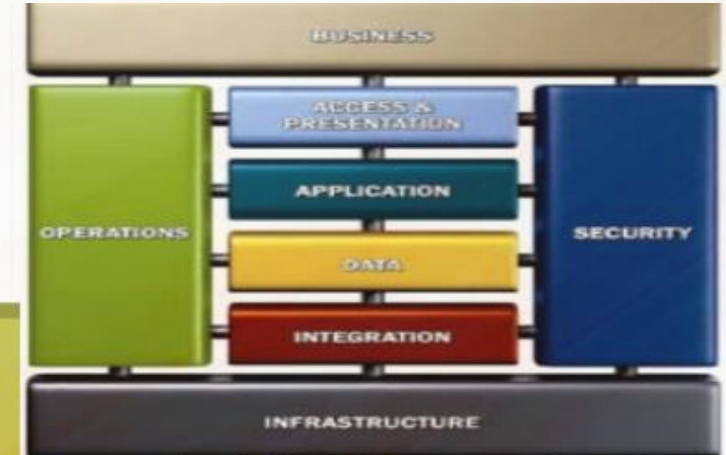 BUSINESS
ACCESS &
PRESENTATION
APPLICATION
OPERATIONS
SECURITY
DATA
INTEGRATION
INFRASTRUCTURE